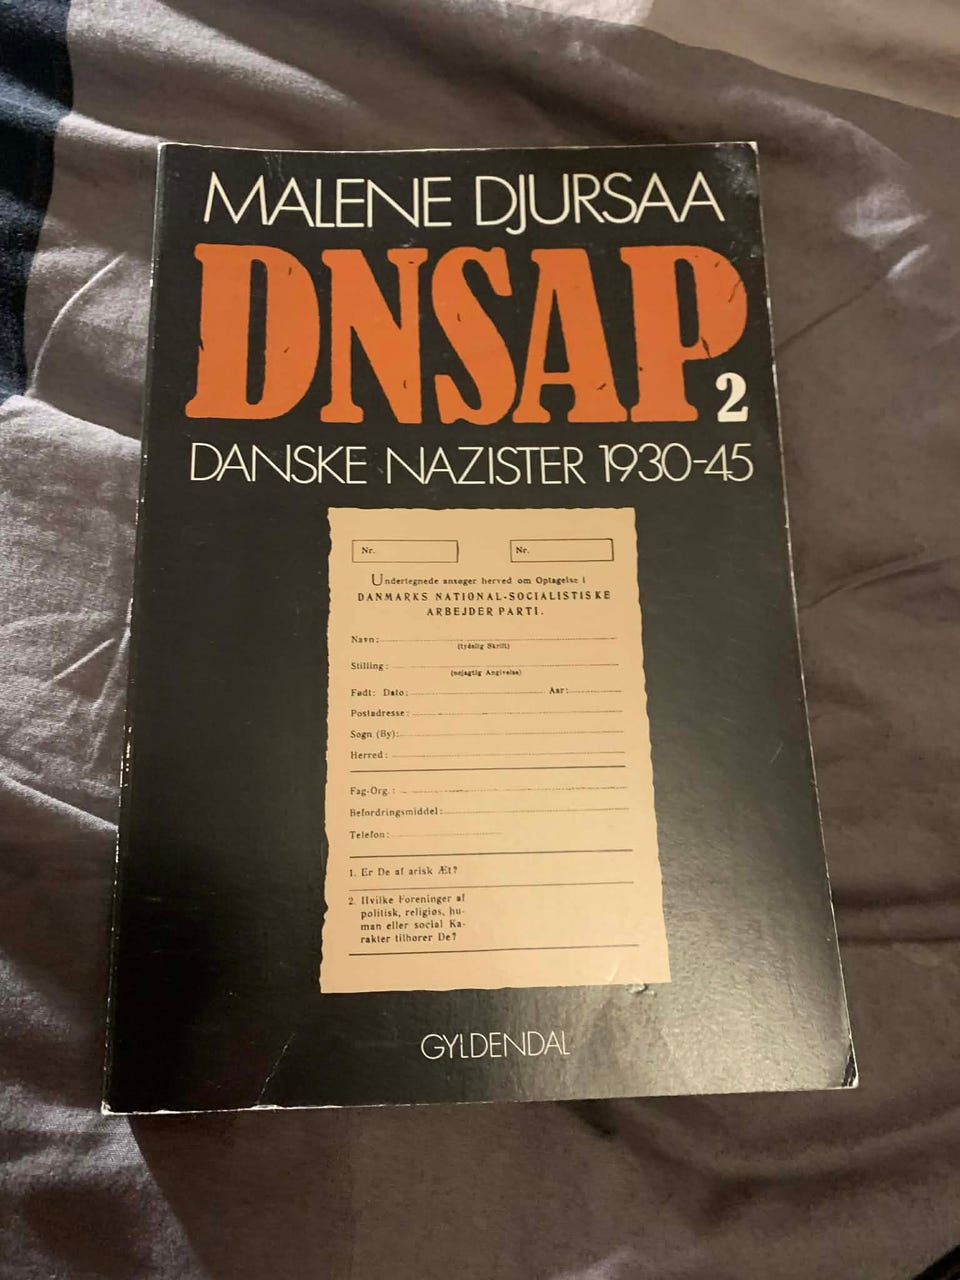 MALENE DJURSAA
DNSAP
2
DANSKE NAZISTER 1930-45
Nr.
Nr.
Undertegnede ansøger herved om Optagelse i
DANMARKS NATIONAL-SOCIALISTISKE
ARBEJDER PARTI.
Navn:
(tydelig Skrift)
Stilling:
(nøjagtig Angivelse)
Født: Dato: Aar:
Postadresse:
Sogn (By):
Herred:
Fag-Org.:
Befordringsmiddel:
Telefon:
1. Er De af arisk Æt?
2. Hvilke Foreninger af
politisk, religiøs, hu-
man eller social Ka-
rakter tilhører De?
GYLDENDAL